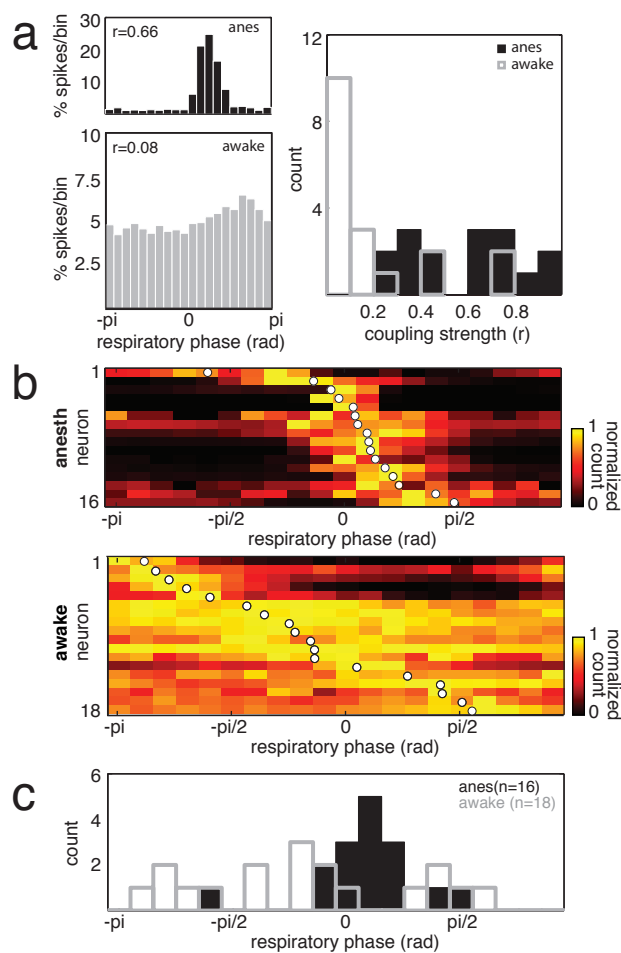 a
% spikes/bin
30
20
10
r=0.66
anes
% spikes/bin
10
7.5
5
2.5
r=0.08
awake
-pi
0
pi
respiratory phase (rad)
count
12
8
4
anes
awake
0.2
0.4
0.6
0.8
coupling strength (r)
b
anesth
neuron
1
16
-pi
-pi/2
0
pi/2
respiratory phase (rad)
1
0
normalized
count
awake
neuron
1
18
-pi
-pi/2
0
pi/2
respiratory phase (rad)
1
0
normalized
count
c
count
6
4
2
anes(n=16)
awake (n=18)
-pi
-pi/2
0
pi/2
respiratory phase (rad)